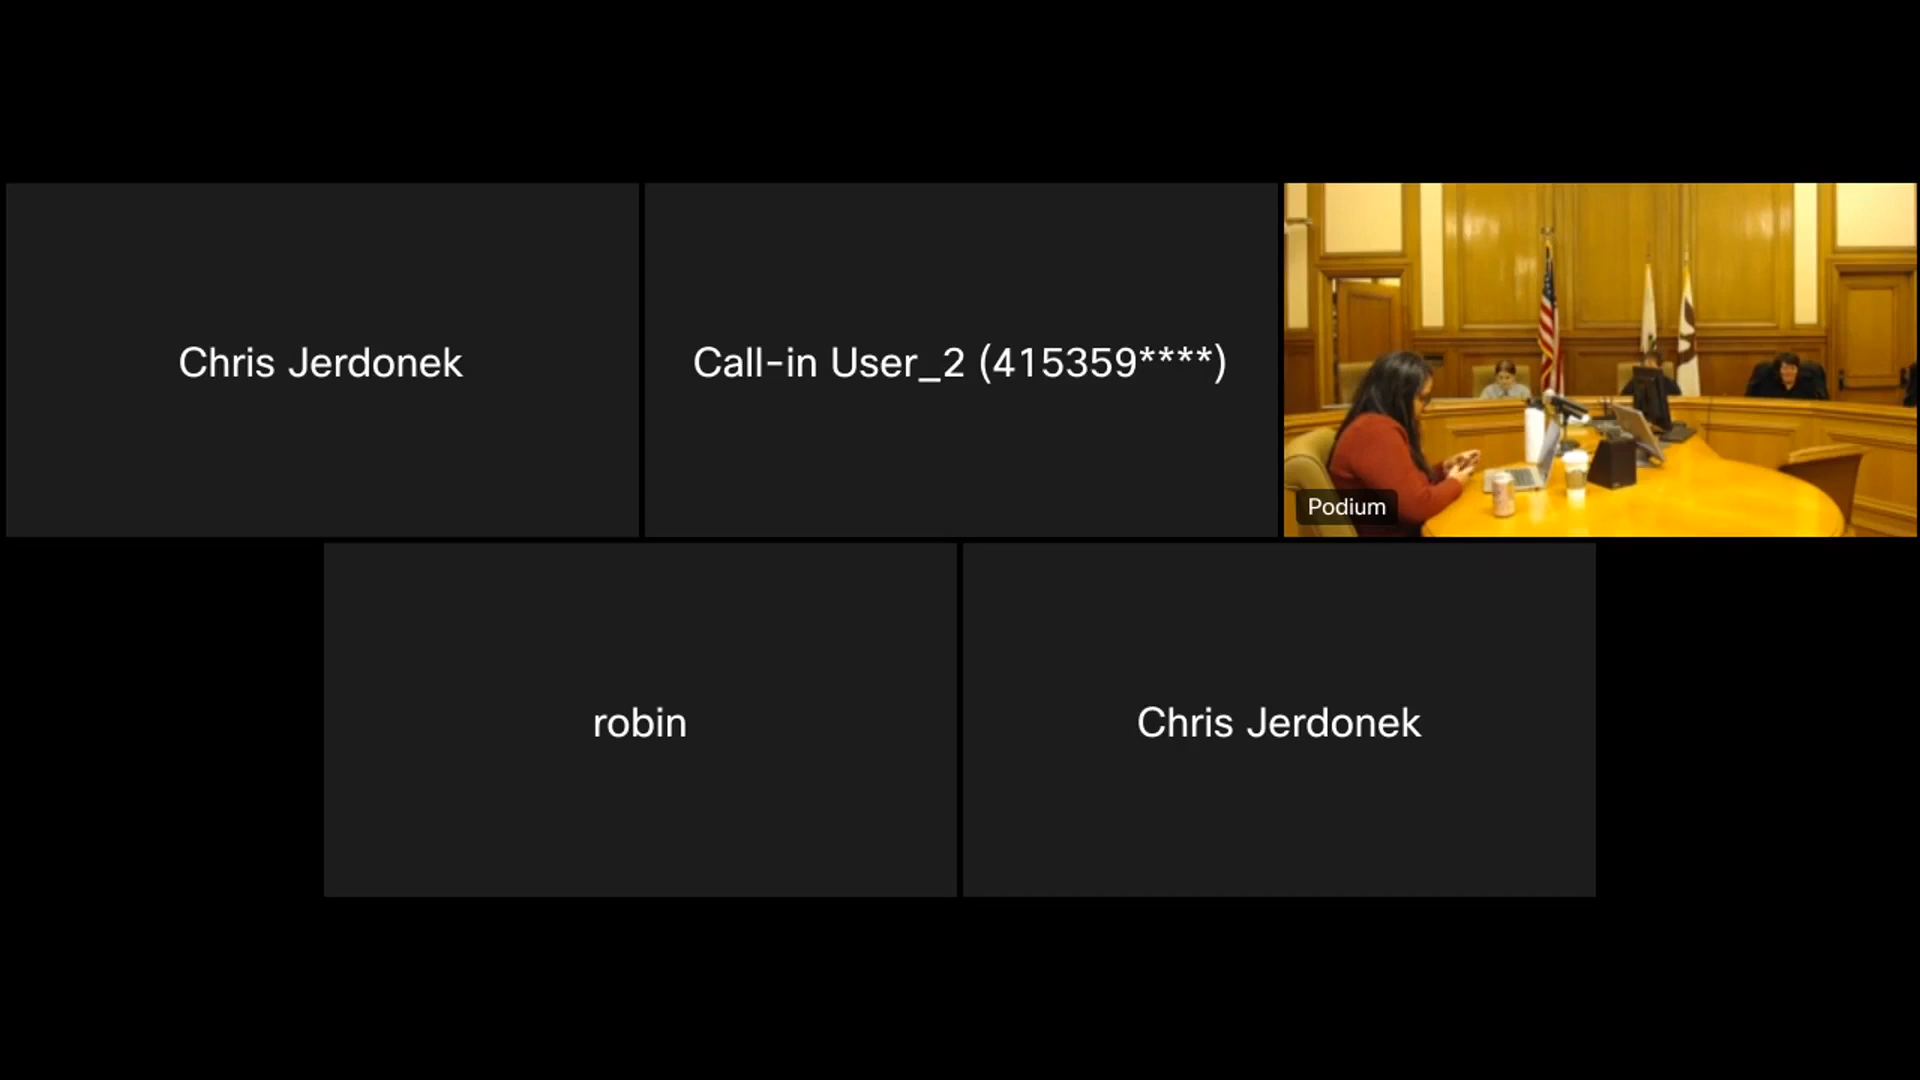 Chris Jerdonek
Call-in User_2 (415359****)
Podium
robin
Chris Jerdonek